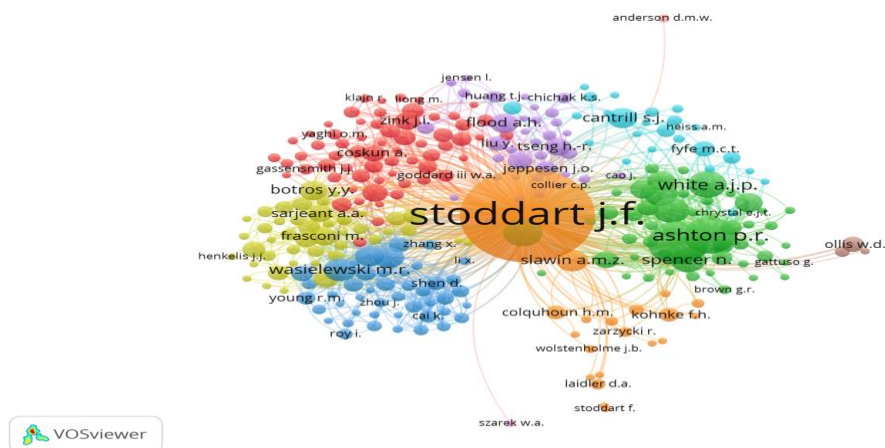 anderson d.m.w.
jensen l.
klajn r.
liong m.
huang t.j.
chichak k.s.
zink j.i.
flood a.h.
cantrill s.j.
heiss a.m.
yaghi o.m.
liu y.
tseng h.-r.
fyfe m.c.t.
coskun a.
gassensmith j.j.
goddard iii w.a.
jeppesen j.o.
cao j.
botros y.y.
collier c.p.
white a.j.p.
sarjeant a.a.
stoddart j.f.
chrystal e.j.t.
frasconi m.
zhang x.
ashton p.r.
ollis w.d.
henkelis j.j.
wasielewski m.r.
li x.
slawin a.m.z.
spencer n.
gattuso g.
shen d.
young r.m.
zhou j.
brown g.r.
cai k.
colquhoun h.m.
kohnke f.h.
roy i.
zarzycki r.
wolstenholme j.b.
laidler d.a.
stoddart f.
szarek w.a.
VOSviewer